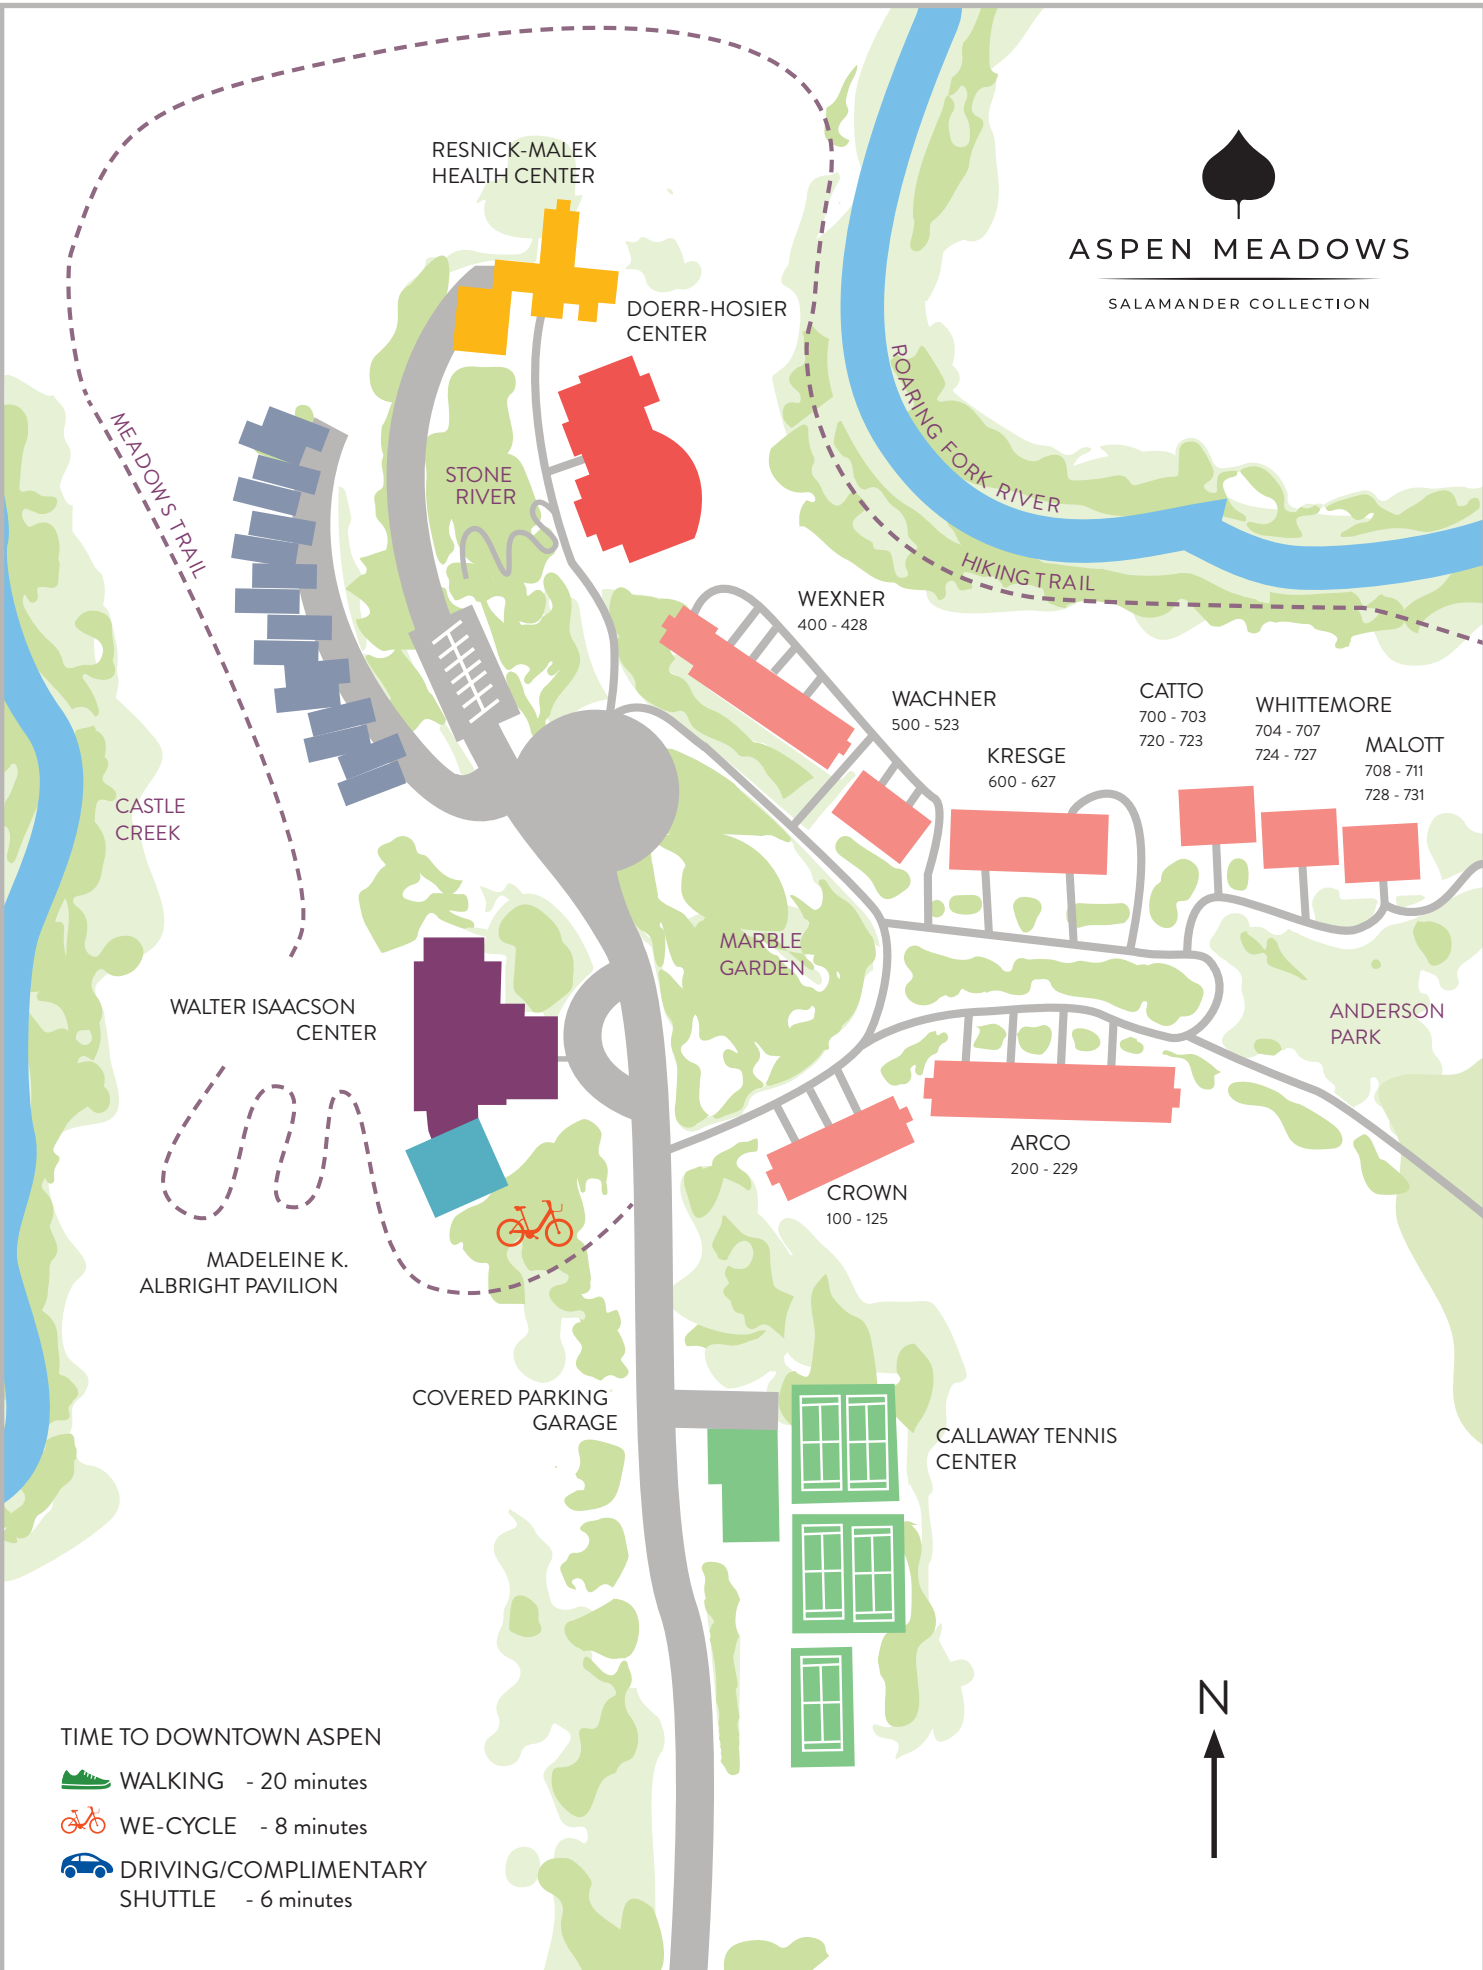 RESNICK-MALEK
HEALTH CENTER
ASPEN MEADOWS
SALAMANDER COLLECTION
DOERR-HOSIER
CENTER
ROARING FORK RIVER
MEADOWS TRAIL
STONE
RIVER
HIKING TRAIL
WEXNER
400 - 428
WACHNER
500 - 523
KRESGE
600 - 627
CATTO
700 - 703
720 - 723
WHITTEMORE
704 - 707
724 - 727
MALOTT
708 - 711
728 - 731
CASTLE
CREEK
MARBLE
GARDEN
WALTER ISAACSON
CENTER
ANDERSON
PARK
ARCO
200 - 229
CROWN
100 - 125
MADELEINE K.
ALBRIGHT PAVILION
COVERED PARKING
GARAGE
CALLAWAY TENNIS
CENTER
N
TIME TO DOWNTOWN ASPEN
WALKING - 20 minutes
WE-CYCLE - 8 minutes
DRIVING/COMPLIMENTARY
SHUTTLE - 6 minutes